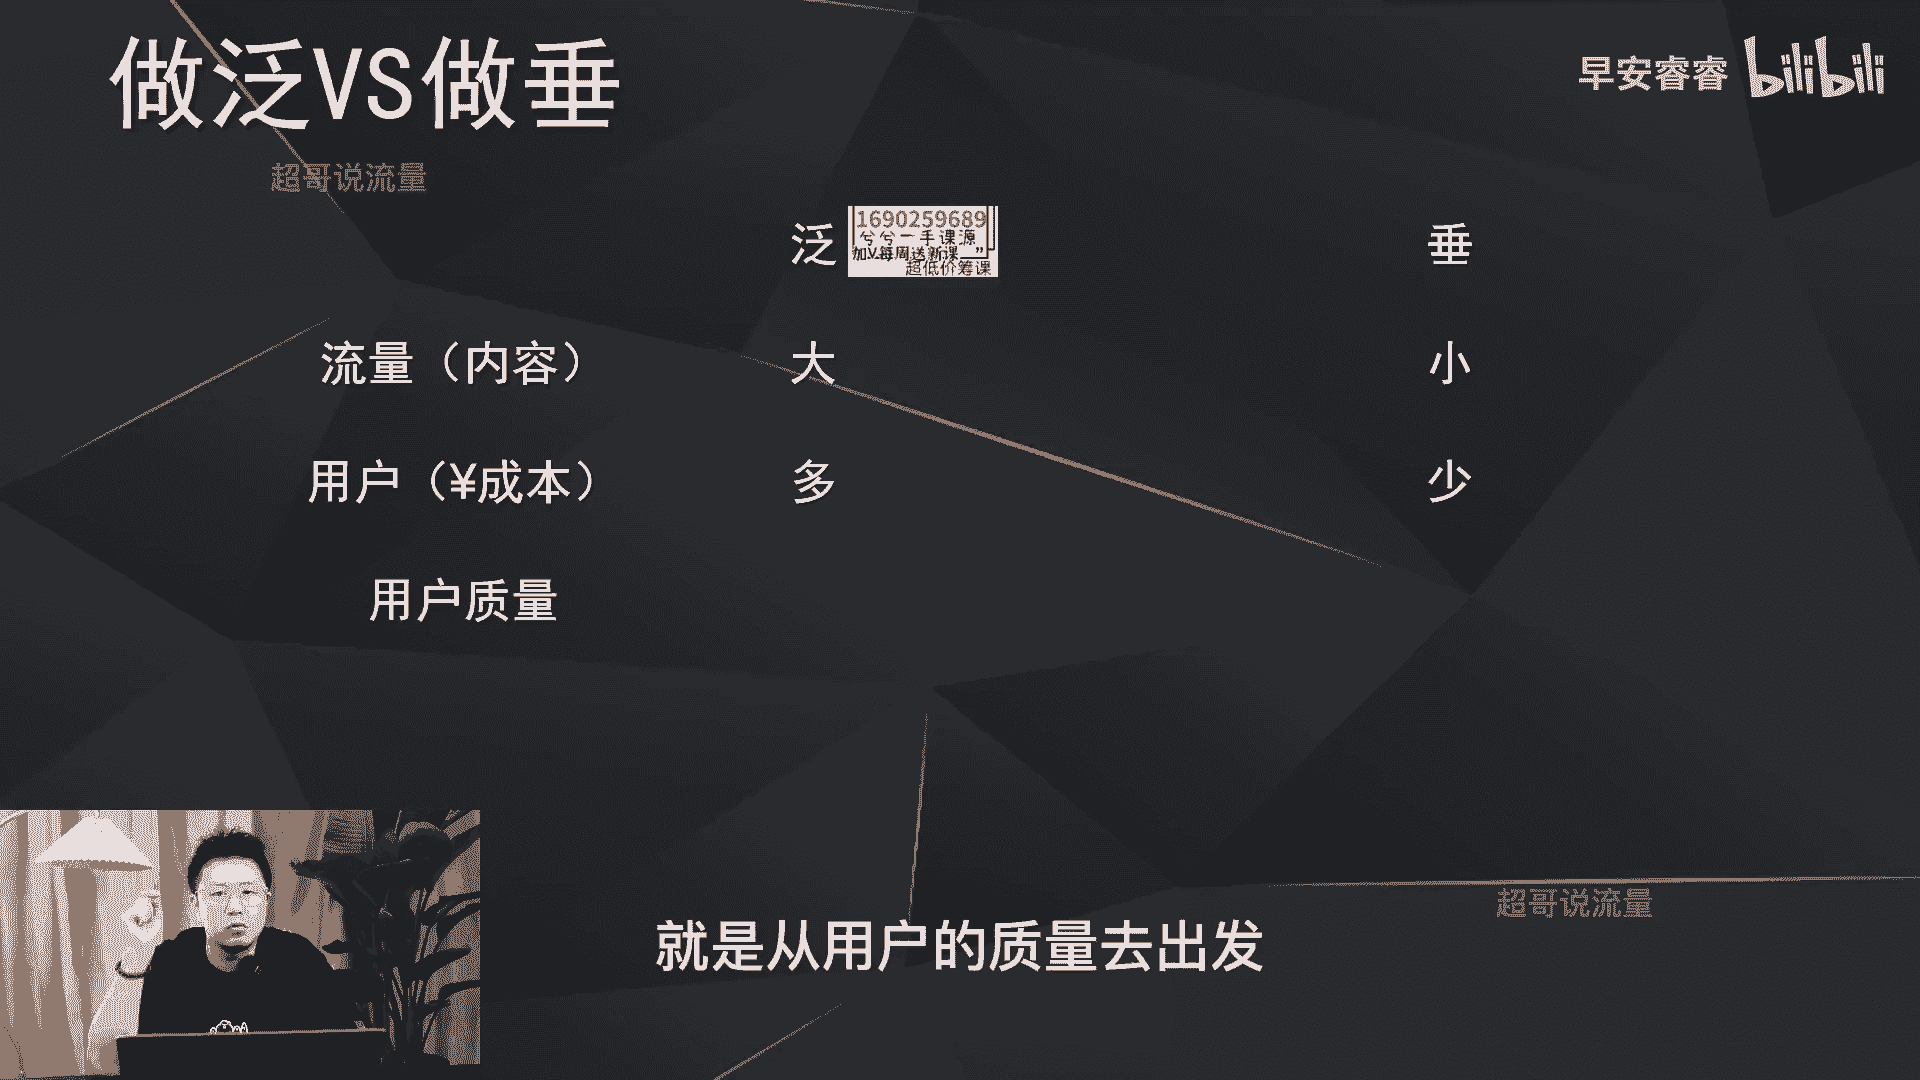 做泛VS做垂
早安睿睿 bilibili
超哥说流量
泛
1690259689
兮兮一手课源
加V每周送新课
超低价筹课
垂
流量（内容） 大 小
用户（¥成本） 多 少
用户质量
超哥说流量
就是从用户的质量去出发